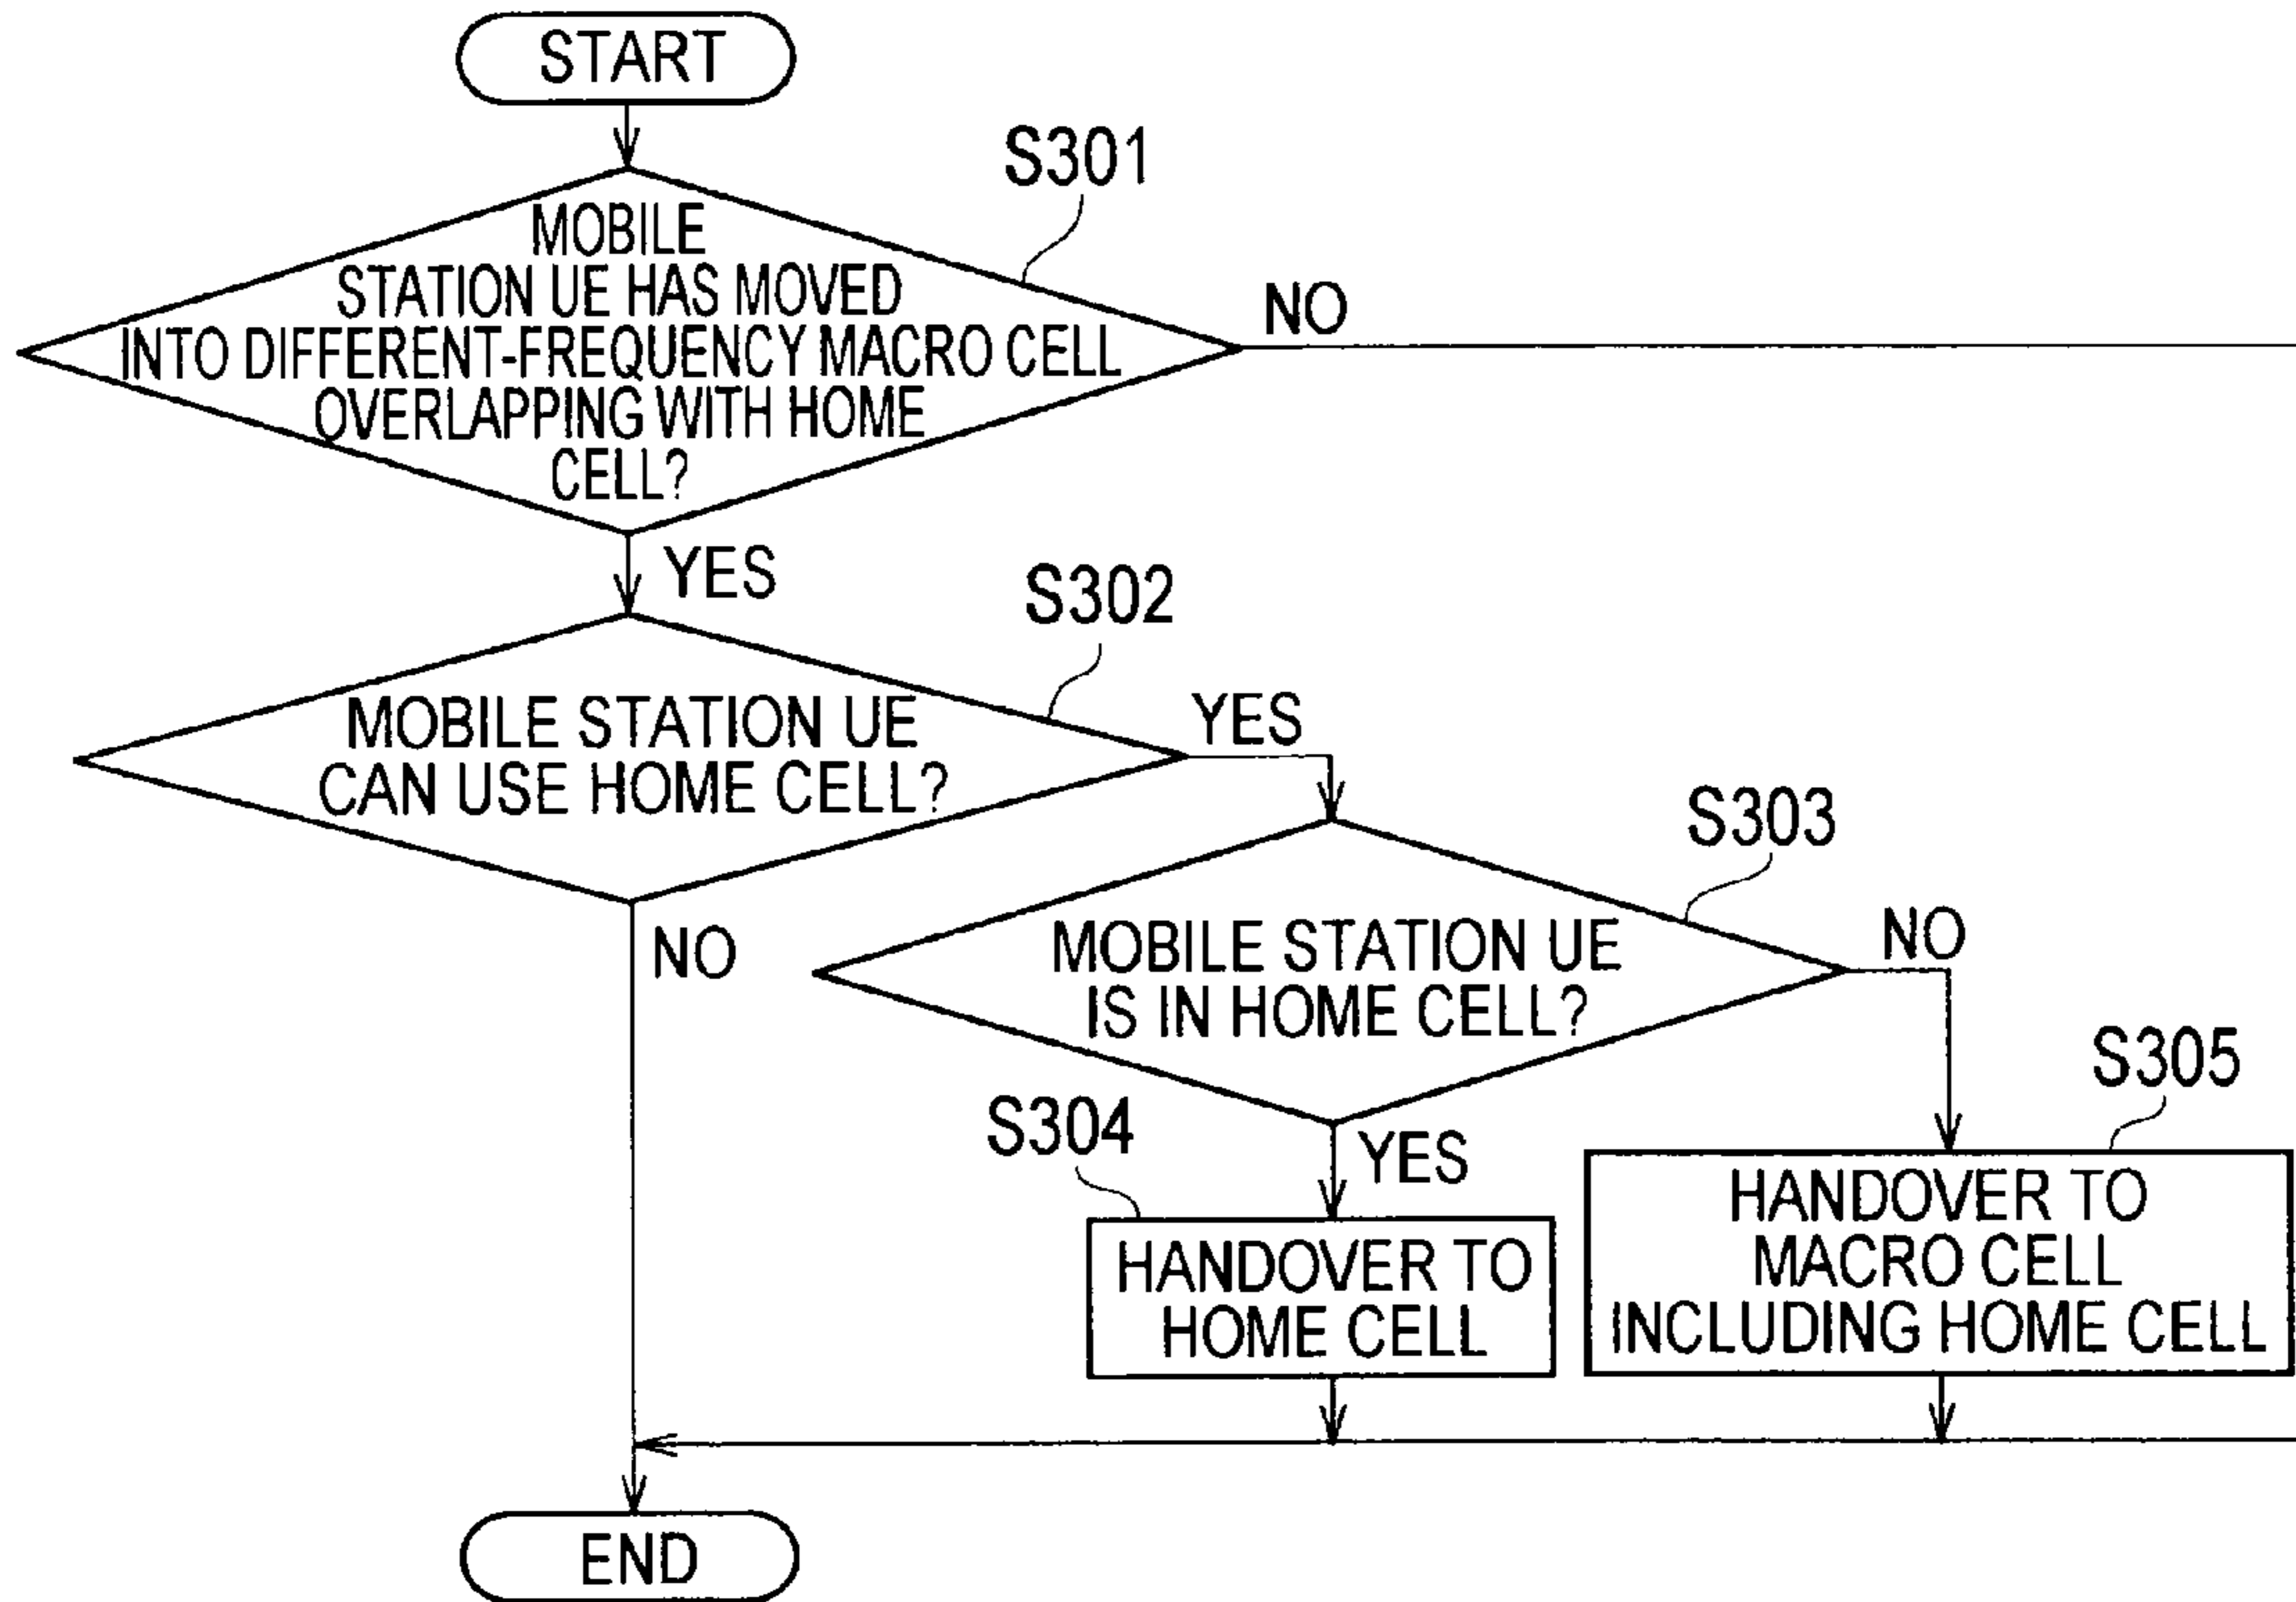 START
S301
MOBILE
STATION UE HAS MOVED
INTO DIFFERENT-FREQUENCY MACRO CELL
OVERLAPPING WITH HOME
CELL?
NO
YES
S302
MOBILE STATION UE
CAN USE HOME CELL?
YES
NO
S303
MOBILE STATION UE
IS IN HOME CELL?
NO
YES
S304
HANDOVER TO
HOME CELL
S305
HANDOVER TO
MACRO CELL
INCLUDING HOME CELL
END